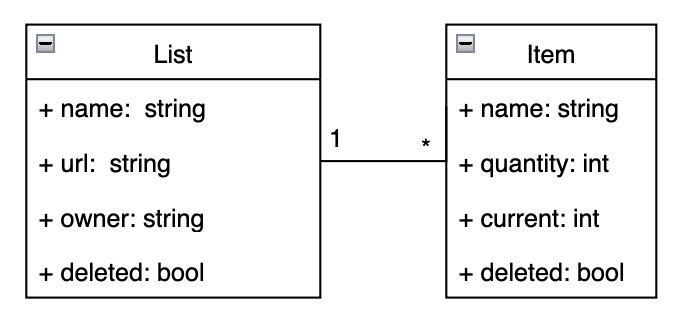 List
+ name: string
+ url: string
+ owner: string
+ deleted: bool
1
*
Item
+ name: string
+ quantity: int
+ current: int
+ deleted: bool